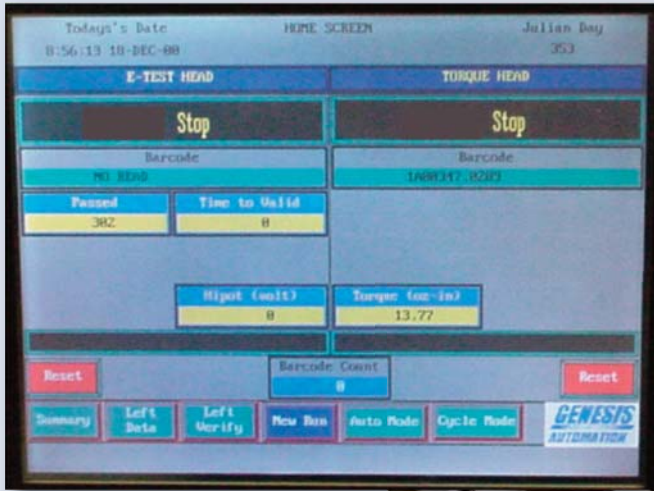 Todays's Date HOME SCREEN Julian Day
8:56:13 18-DEC-00 353
E-TEST HEAD TORQUE HEAD
Stop Stop
Barcode Barcode
NO READ
Passed Time to Valid
302 0
Hipot (volt) Torque (oz-in)
0 13.77
Reset Barcode Count Reset
0
Summary Left Data Left Verify New Run Auto Mode Cycle Mode GENESIS AUTOMATION